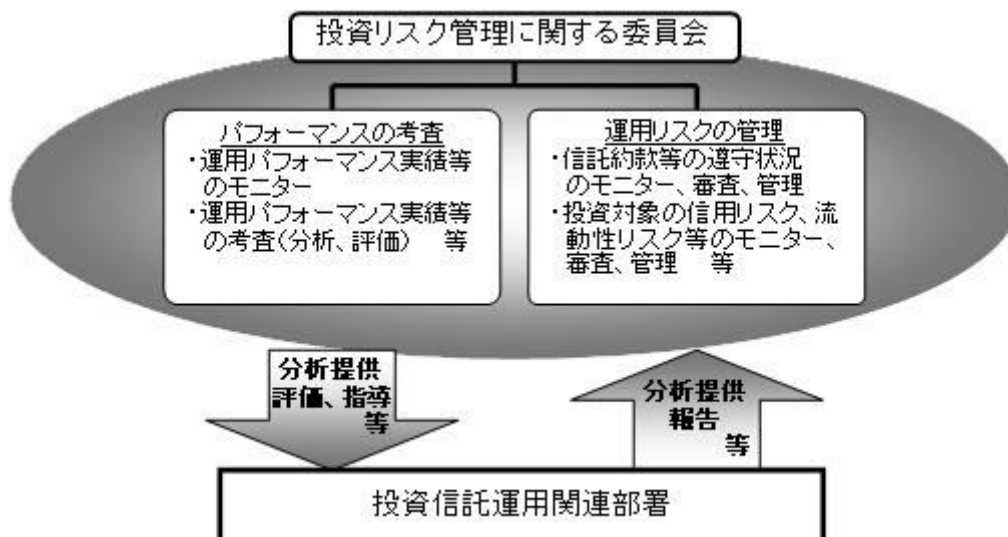 投資リスク管理に関する委員会
パフォーマンスの考査
・運用パフォーマンス実績等
のモニター
・運用パフォーマンス実績等
の考査(分析、評価) 等
運用リスクの管理
・信託約款等の遵守状況
のモニター、審査、管理
・投資対象の信用リスク、流
動性リスク等のモニター、
審査、管理 等
分析提供
評価、指導
等
分析提供
報告
等
投資信託運用関連部署